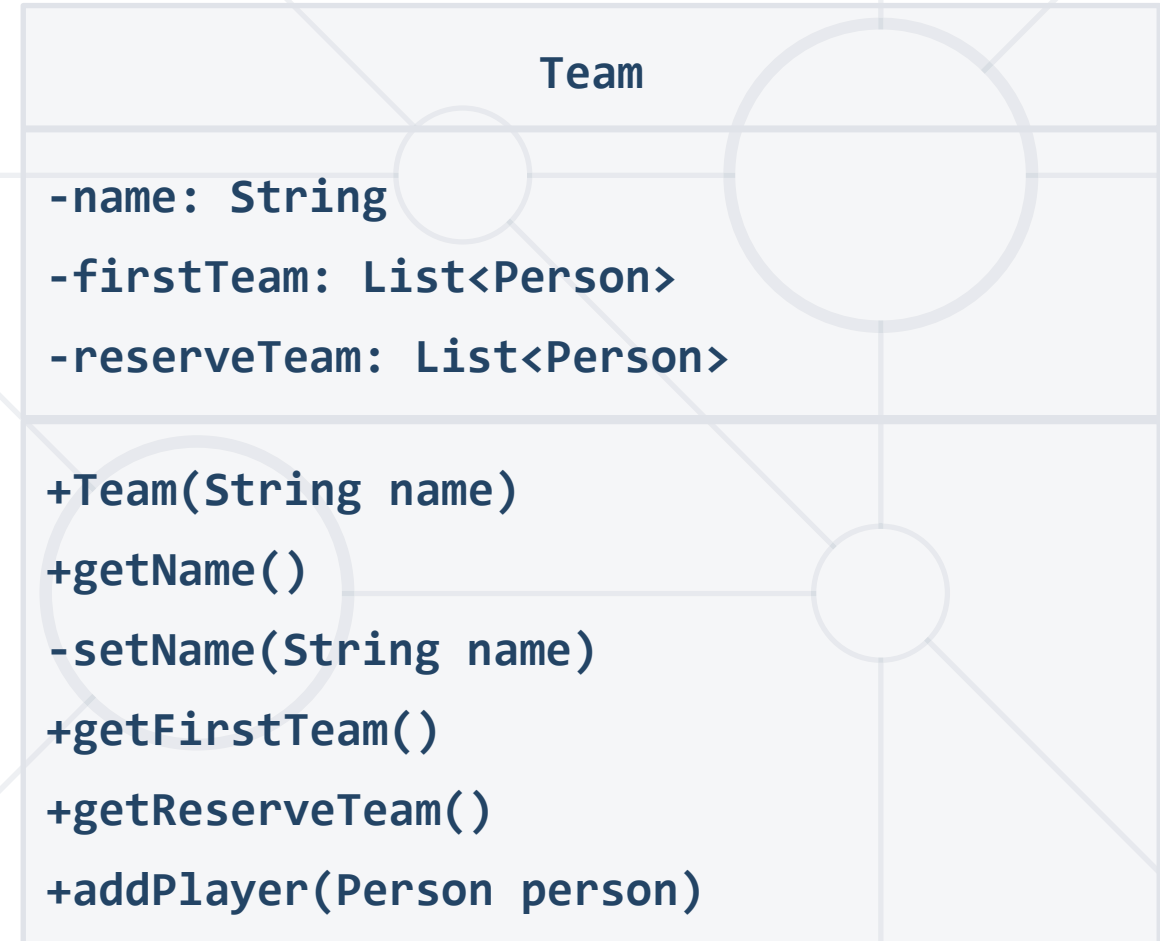 Team
-name: String
-firstTeam: List<Person>
-reserveTeam: List<Person>
+Team(String name)
+getName()
-setName(String name)
+getFirstTeam()
+getReserveTeam()
+addPlayer(Person person)